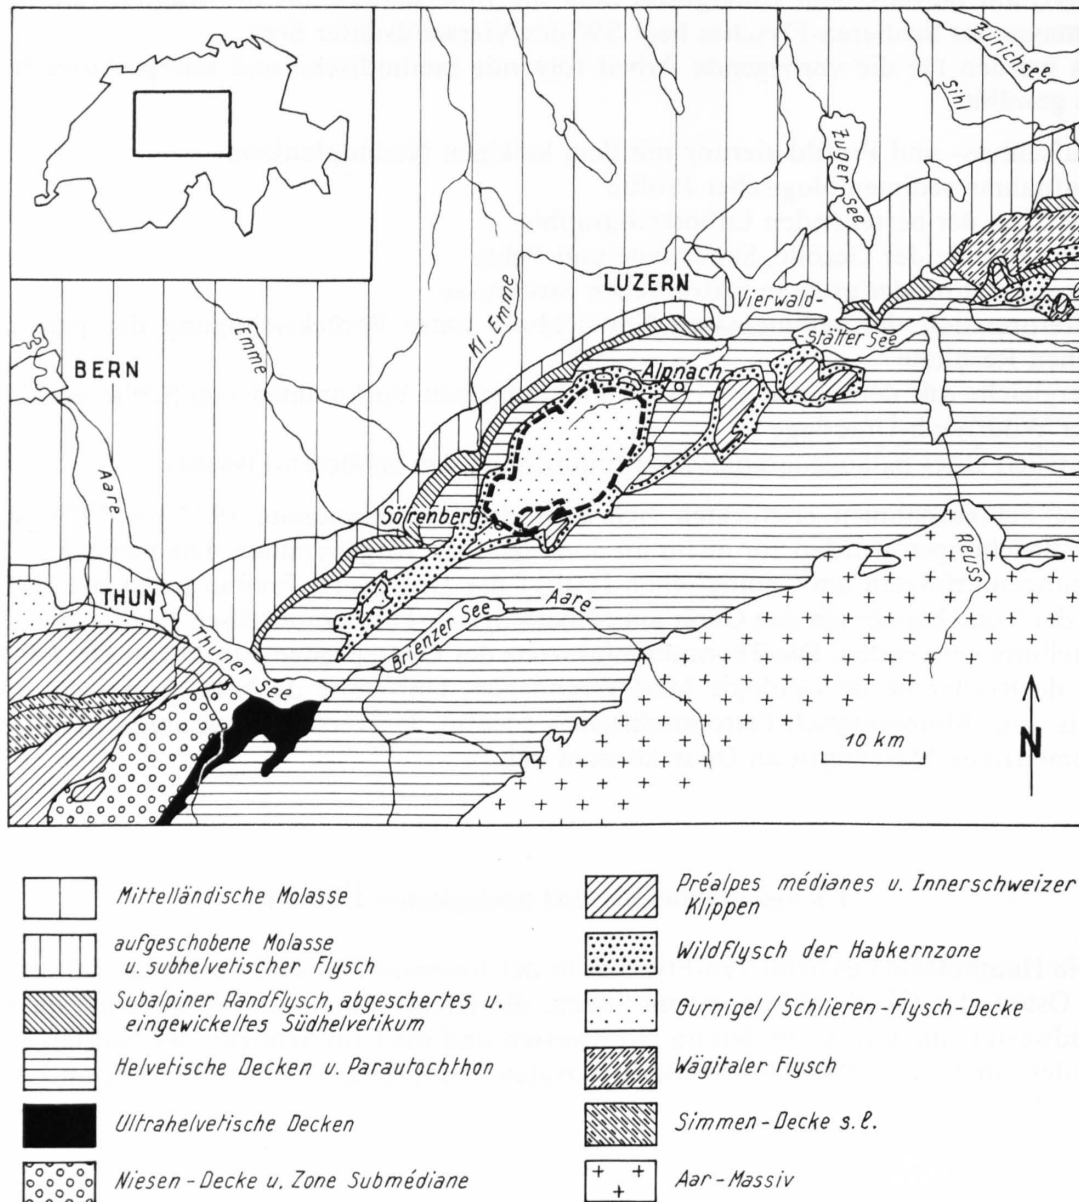 Zürichsee
Sihl
Zuger See
LUZERN
Vierwald-
-stätter See
Kl. Emme
Emme
BERN
Alpnach
Aare
Sörenberg
Reuss
THUN
Aare
Brienzer See
Thuner See
10 km
N
Mittelländische Molasse
aufgeschobene Molasse
u. subhelvetischer Flysch
Subalpiner Randflysch, abgeschertes u.
eingewickeltes Südhelvetikum
Helvetische Decken u. Parautochthon
Ultrahelvetische Decken
Niesen-Decke u. Zone Submédiane
Préalpes médianes u. Innerschweizer
Klippen
Wildflysch der Habkernzone
Gurnigel/Schlieren-Flysch-Decke
Wägitaler Flysch
Simmen-Decke s.l.
Aar-Massiv